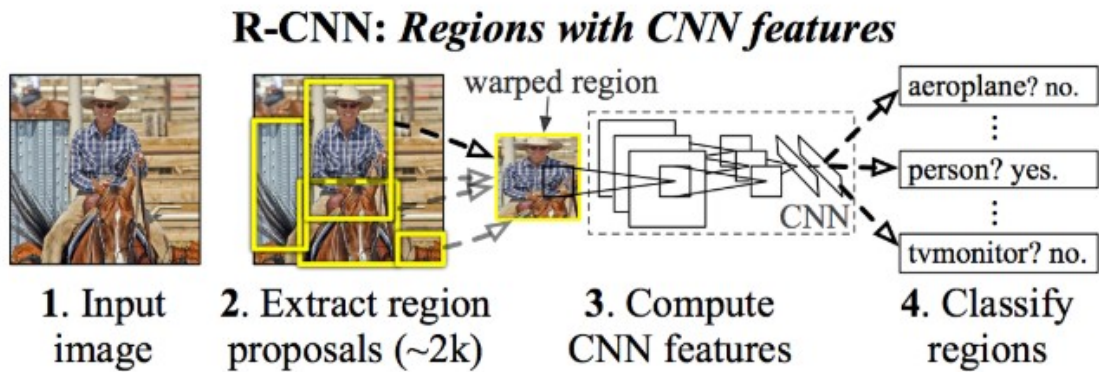 R-CNN: Regions with CNN features
warped region
aeroplane? no.
⋮
person? yes.
⋮
tvmonitor? no.
CNN
1. Input
image
2. Extract region
proposals (~2k)
3. Compute
CNN features
4. Classify
regions